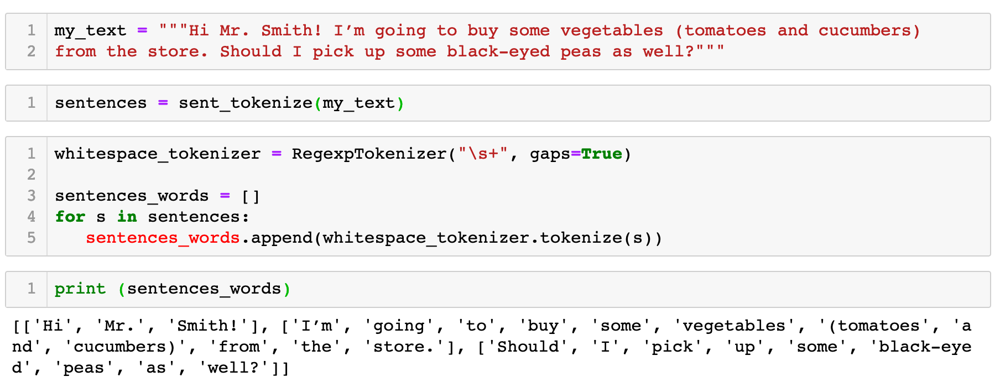 1 my_text = """Hi Mr. Smith! I’m going to buy some vegetables (tomatoes and cucumbers)
2 from the store. Should I pick up some black-eyed peas as well?"""
1 sentences = sent_tokenize(my_text)
1 whitespace_tokenizer = RegexpTokenizer("\s+", gaps=True)
2
3 sentences_words = []
4 for s in sentences:
5    sentences_words.append(whitespace_tokenizer.tokenize(s))
1 print (sentences_words)
[['Hi', 'Mr.', 'Smith!'], ['I’m', 'going', 'to', 'buy', 'some', 'vegetables', '(tomatoes', 'a
nd', 'cucumbers)', 'from', 'the', 'store.'], ['Should', 'I', 'pick', 'up', 'some', 'black-eye
d', 'peas', 'as', 'well?']]